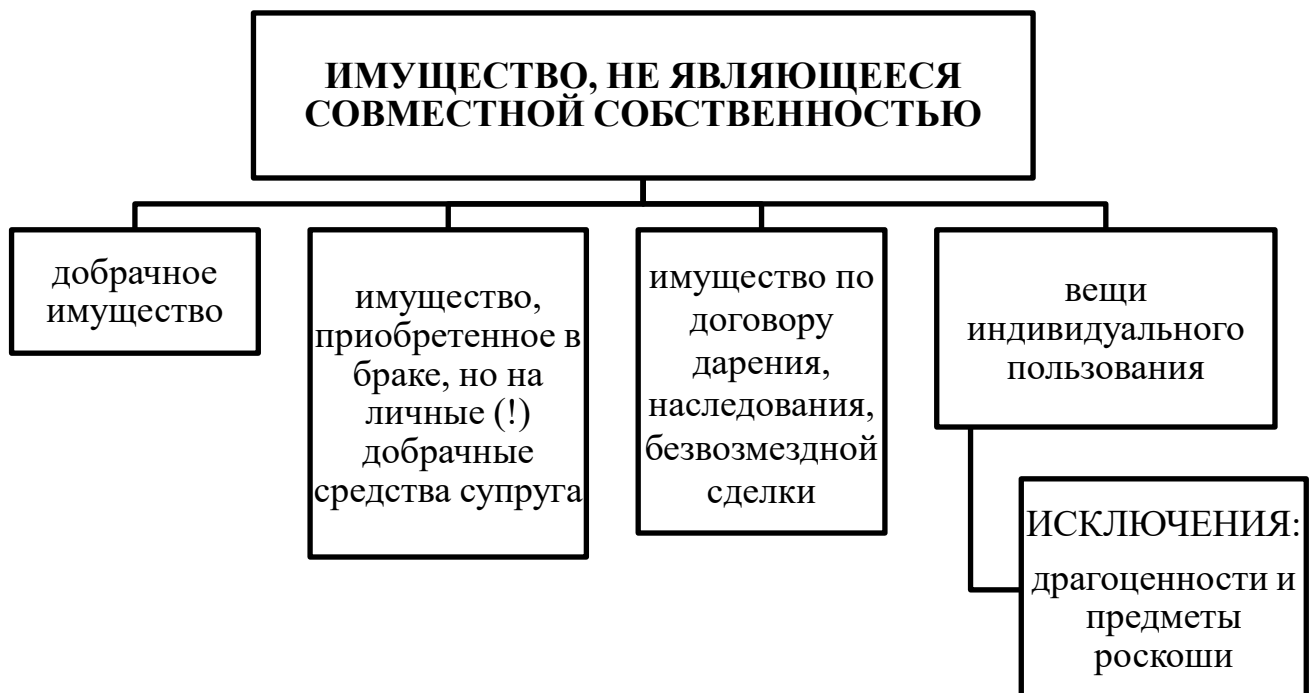 ИМУЩЕСТВО, НЕ ЯВЛЯЮЩЕЕСЯ
СОВМЕСТНОЙ СОБСТВЕННОСТЬЮ
добрачное
имущество
имущество,
приобретенное в
браке, но на
личные (!)
добрачные
средства супруга
имущество по
договору
дарения,
наследования,
безвозмездной
сделки
вещи
индивидуального
пользования
ИСКЛЮЧЕНИЯ:
драгоценности и
предметы
роскоши